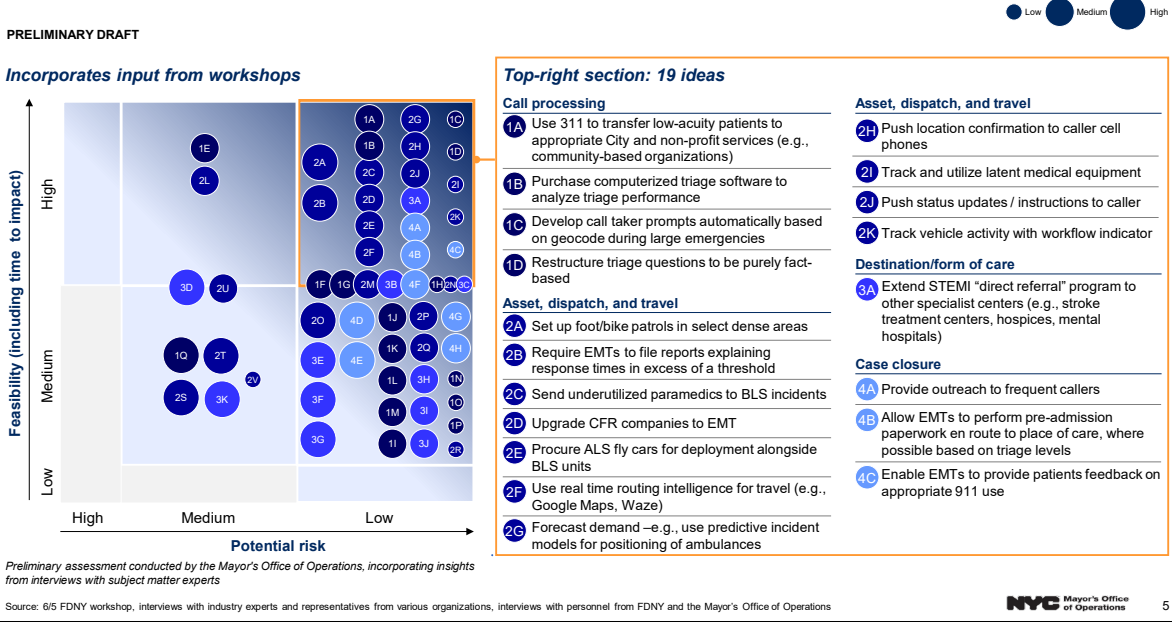 Low Medium High
PRELIMINARY DRAFT
Incorporates input from workshops
Feasibility (including time to impact)
High
Medium
Low
1A 2G 1C
1E 1B 2H 1D
2A
2L 2C 2J 2I
2B 2D 3A 2K
2E 4A
2F 4B 4C
3D 2U 1F 1G 2M 3B 4F 1H 2N 3C
2O 4D 1J 2P 4G
1Q 2T 3E 4E 1K 2Q 4H
2V 1L 3H 1N
2S 3K 3F 1M 3I 1O
1P
3G 1I 3J 2R
High Medium Low
Potential risk
Preliminary assessment conducted by the Mayor's Office of Operations, incorporating insights
from interviews with subject matter experts
Top-right section: 19 ideas
Call processing
1A Use 311 to transfer low-acuity patients to
appropriate City and non-profit services (e.g.,
community-based organizations)
1B Purchase computerized triage software to
analyze triage performance
1C Develop call taker prompts automatically based
on geocode during large emergencies
1D Restructure triage questions to be purely fact-
based
Asset, dispatch, and travel
2A Set up foot/bike patrols in select dense areas
2B Require EMTs to file reports explaining
response times in excess of a threshold
2C Send underutilized paramedics to BLS incidents
2D Upgrade CFR companies to EMT
2E Procure ALS fly cars for deployment alongside
BLS units
2F Use real time routing intelligence for travel (e.g.,
Google Maps, Waze)
2G Forecast demand –e.g., use predictive incident
models for positioning of ambulances
Asset, dispatch, and travel
2H Push location confirmation to caller cell
phones
2I Track and utilize latent medical equipment
2J Push status updates / instructions to caller
2K Track vehicle activity with workflow indicator
Destination/form of care
3A Extend STEMI “direct referral” program to
other specialist centers (e.g., stroke
treatment centers, hospices, mental
hospitals)
Case closure
4A Provide outreach to frequent callers
4B Allow EMTs to perform pre-admission
paperwork en route to place of care, where
possible based on triage levels
4C Enable EMTs to provide patients feedback on
appropriate 911 use
Source: 6/5 FDNY workshop, interviews with industry experts and representatives from various organizations, interviews with personnel from FDNY and the Mayor’s Office of Operations
NYC Mayor's Office
of Operations
5